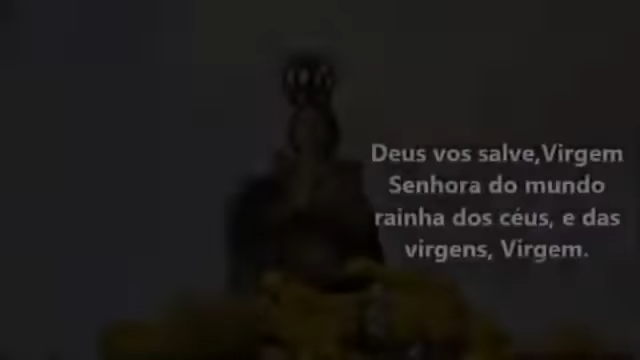 Deus vos salve,Virgem
Senhora do mundo
rainha dos céus, e das
virgens, Virgem.